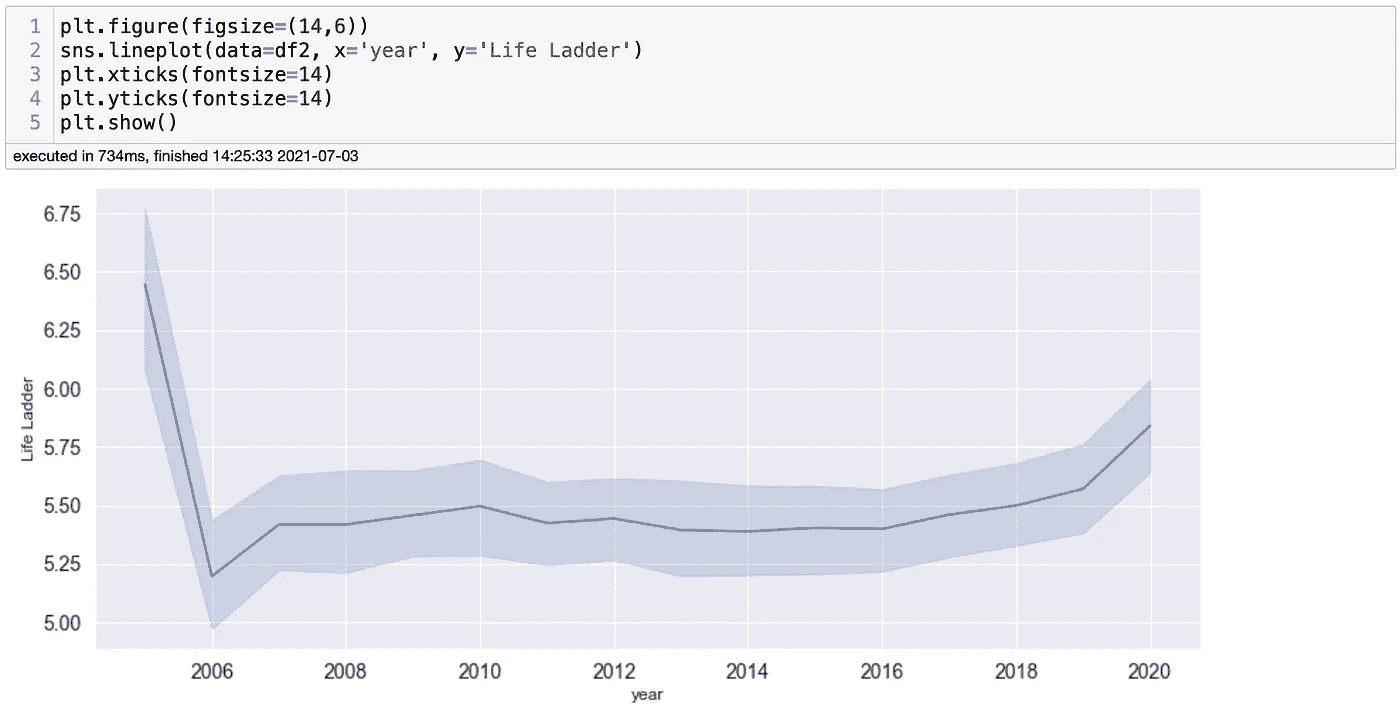 1 plt.figure(figsize=(14,6))
2 sns.lineplot(data=df2, x='year', y='Life Ladder')
3 plt.xticks(fontsize=14)
4 plt.yticks(fontsize=14)
5 plt.show()
executed in 734ms, finished 14:25:33 2021-07-03
6.75
6.50
6.25
6.00
5.75
5.50
5.25
5.00
Life Ladder
2006 2008 2010 2012 2014 2016 2018 2020
year